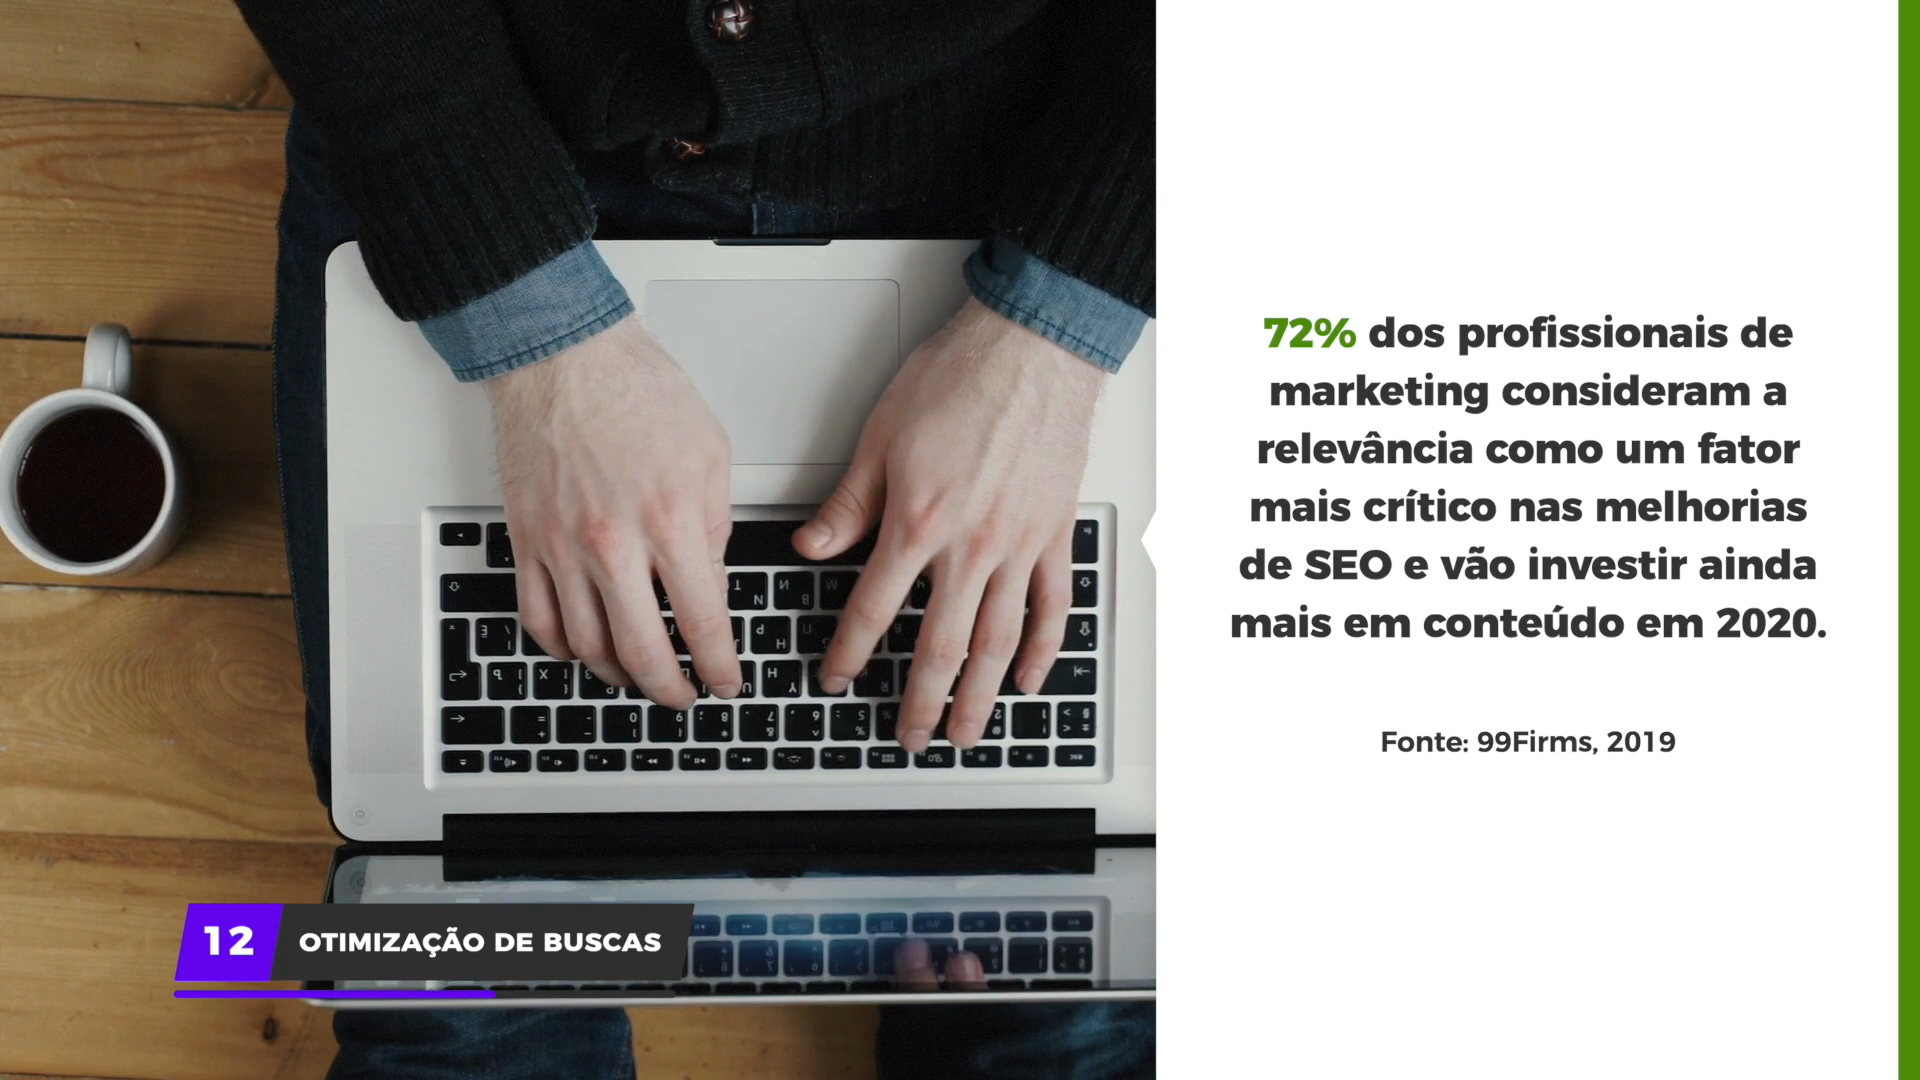 72% dos profissionais de
marketing consideram a
relevância como um fator
mais crítico nas melhorias
de SEO e vão investir ainda
mais em conteúdo em 2020.
Fonte: 99Firms, 2019
12 OTIMIZAÇÃO DE BUSCAS